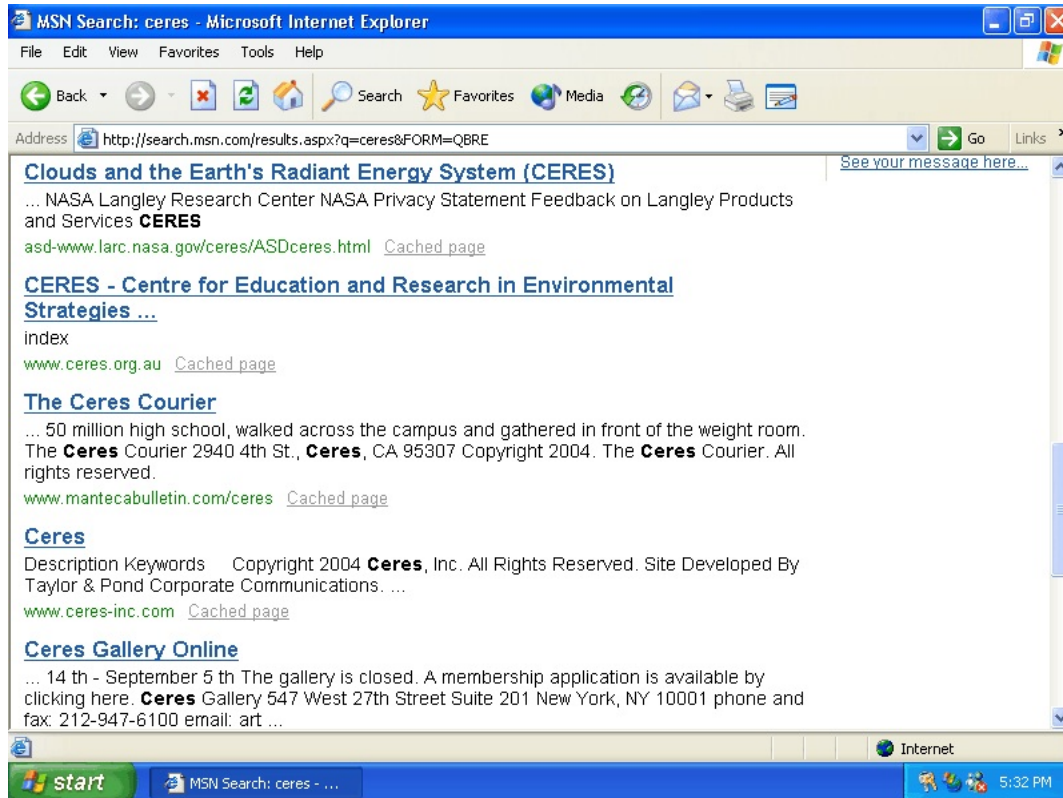 MSN Search: ceres - Microsoft Internet Explorer
File Edit View Favorites Tools Help
Back Search Favorites Media
Address http://search.msn.com/results.aspx?q=ceres&FORM=QBRE Go Links
See your message here...
Clouds and the Earth's Radiant Energy System (CERES)
... NASA Langley Research Center NASA Privacy Statement Feedback on Langley Products
and Services CERES
asd-www.larc.nasa.gov/ceres/ASDceres.html Cached page
CERES - Centre for Education and Research in Environmental
Strategies ...
index
www.ceres.org.au Cached page
The Ceres Courier
... 50 million high school, walked across the campus and gathered in front of the weight room.
The Ceres Courier 2940 4th St., Ceres, CA 95307 Copyright 2004. The Ceres Courier. All
rights reserved.
www.mantecabulletin.com/ceres Cached page
Ceres
Description Keywords Copyright 2004 Ceres, Inc. All Rights Reserved. Site Developed By
Taylor & Pond Corporate Communications. ...
www.ceres-inc.com Cached page
Ceres Gallery Online
... 14 th - September 5 th The gallery is closed. A membership application is available by
clicking here. Ceres Gallery 547 West 27th Street Suite 201 New York, NY 10001 phone and
fax: 212-947-6100 email: art ...
Internet
start MSN Search: ceres - ... 5:32 PM